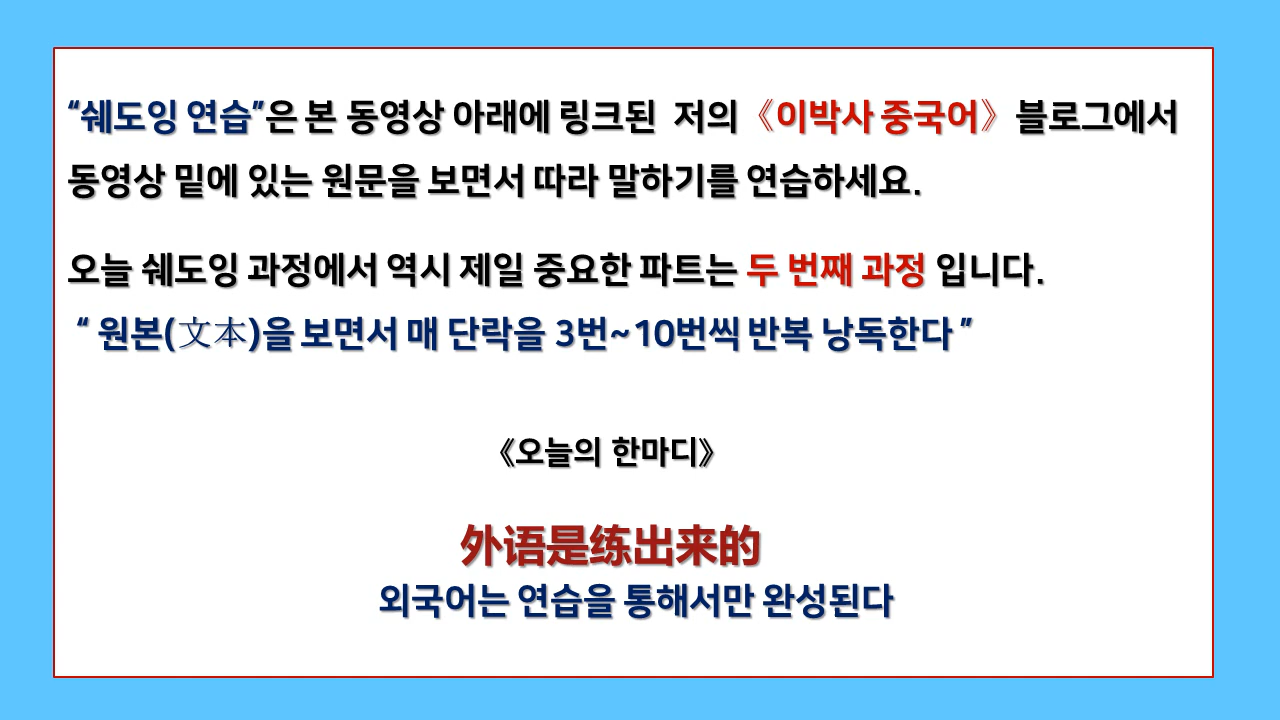 “쉐도잉 연습”은 본 동영상 아래에 링크된 저의《이박사 중국어》블로그에서
동영상 밑에 있는 원문을 보면서 따라 말하기를 연습하세요.
오늘 쉐도잉 과정에서 역시 제일 중요한 파트는 두 번째 과정 입니다.
“ 원본(文本)을 보면서 매 단락을 3번~10번씩 반복 낭독한다 ”
《오늘의 한마디》
外语是练出来的
외국어는 연습을 통해서만 완성된다